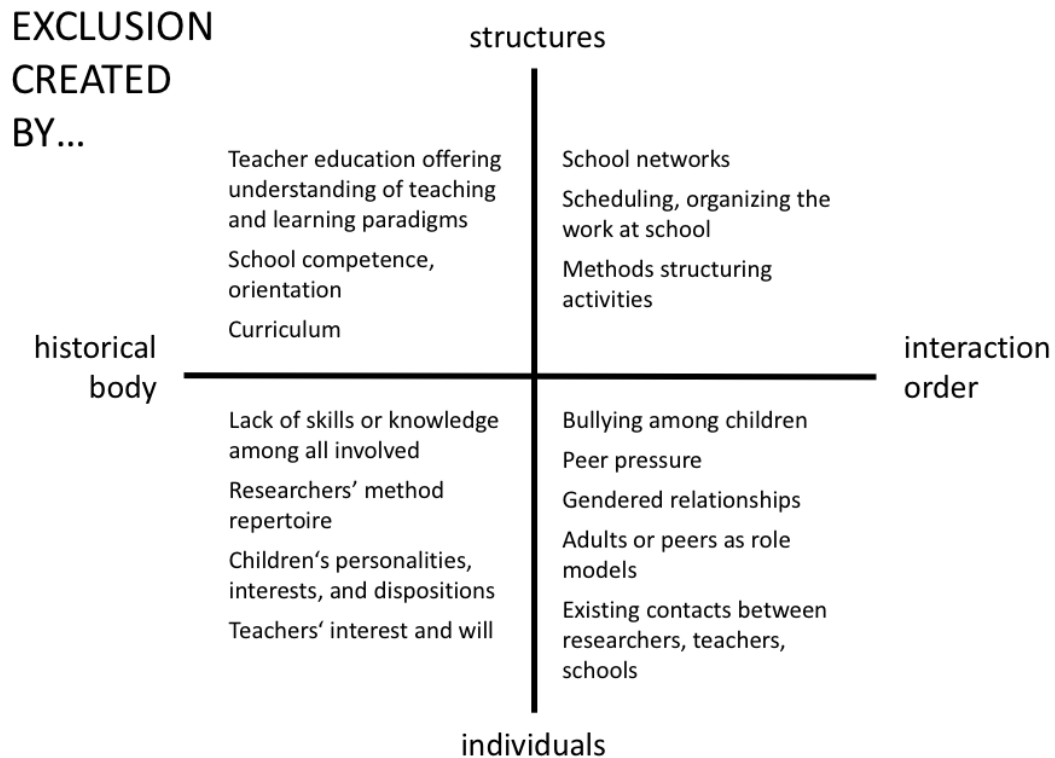 EXCLUSION
CREATED
BY...
structures
Teacher education offering
understanding of teaching
and learning paradigms
School competence,
orientation
Curriculum
School networks
Scheduling, organizing the
work at school
Methods structuring
activities
historical
body
interaction
order
Lack of skills or knowledge
among all involved
Researchers’ method
repertoire
Children‘s personalities,
interests, and dispositions
Teachers‘ interest and will
Bullying among children
Peer pressure
Gendered relationships
Adults or peers as role
models
Existing contacts between
researchers, teachers,
schools
individuals